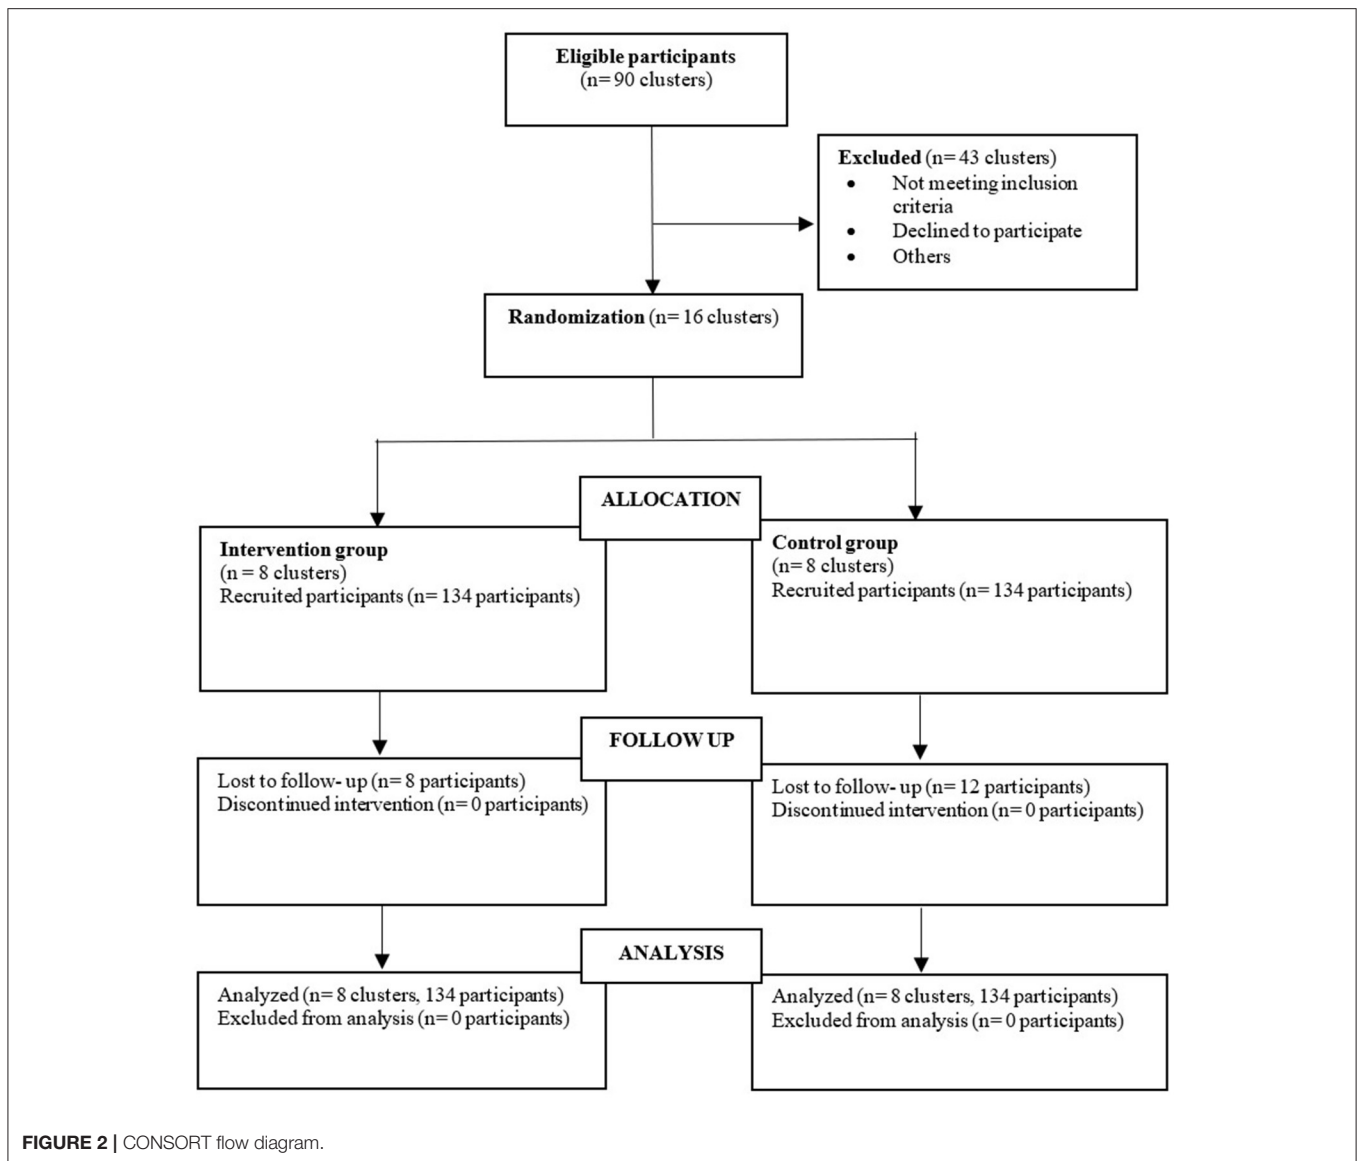 Eligible participants
(n= 90 clusters)
Excluded (n= 43 clusters)
• Not meeting inclusion
criteria
• Declined to participate
• Others
Randomization (n= 16 clusters)
ALLOCATION
Intervention group
(n = 8 clusters)
Recruited participants (n= 134 participants)
Control group
(n= 8 clusters)
Recruited participants (n= 134 participants)
FOLLOW UP
Lost to follow- up (n= 8 participants)
Discontinued intervention (n= 0 participants)
Lost to follow- up (n= 12 participants)
Discontinued intervention (n= 0 participants)
ANALYSIS
Analyzed (n= 8 clusters, 134 participants)
Excluded from analysis (n= 0 participants)
Analyzed (n= 8 clusters, 134 participants)
Excluded from analysis (n= 0 participants)
FIGURE 2 | CONSORT flow diagram.